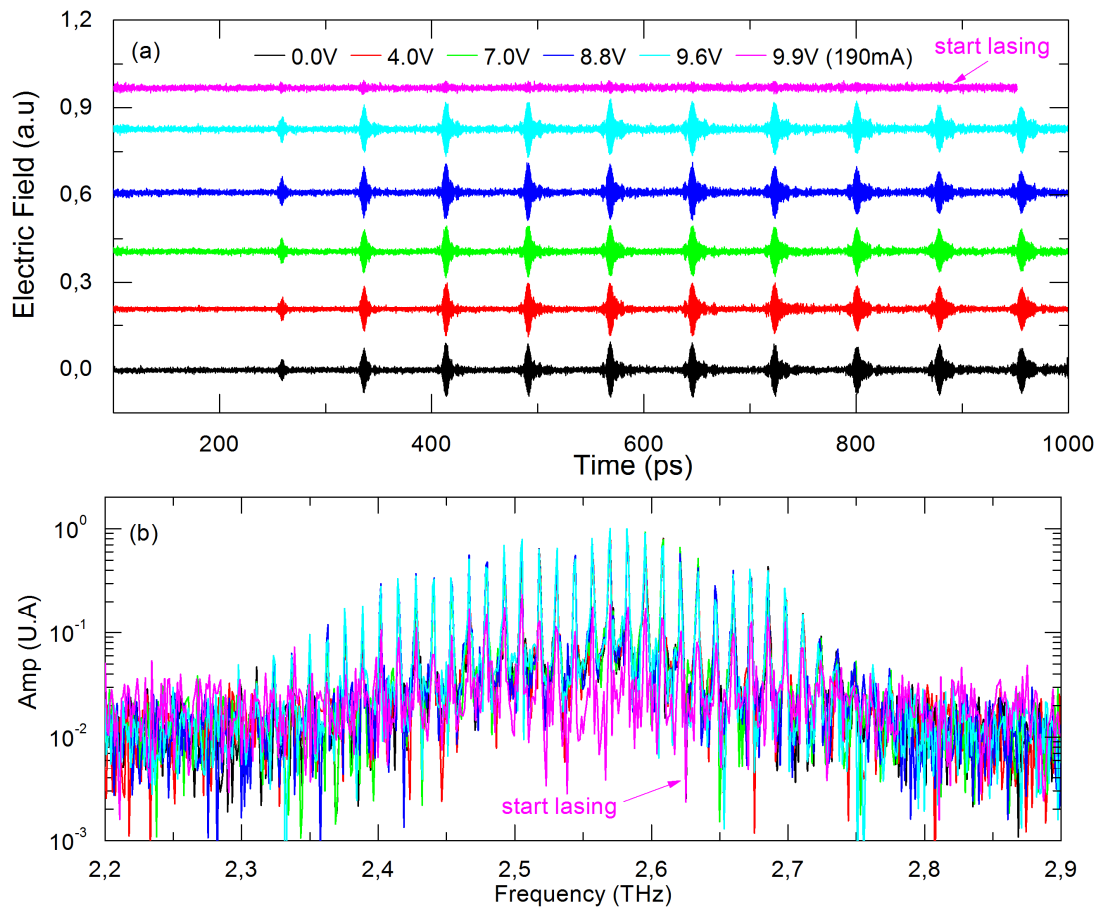 1,2
(a)
0.0V 4.0V 7.0V 8.8V 9.6V 9.9V (190mA)
start lasing
0,9
0,6
0,3
0,0
Electric Field (a.u)
200 400 600 800 1000
Time (ps)
(b)
10^0
10^-1
10^-2
10^-3
Amp (U.A)
start lasing
2,2 2,3 2,4 2,5 2,6 2,7 2,8 2,9
Frequency (THz)